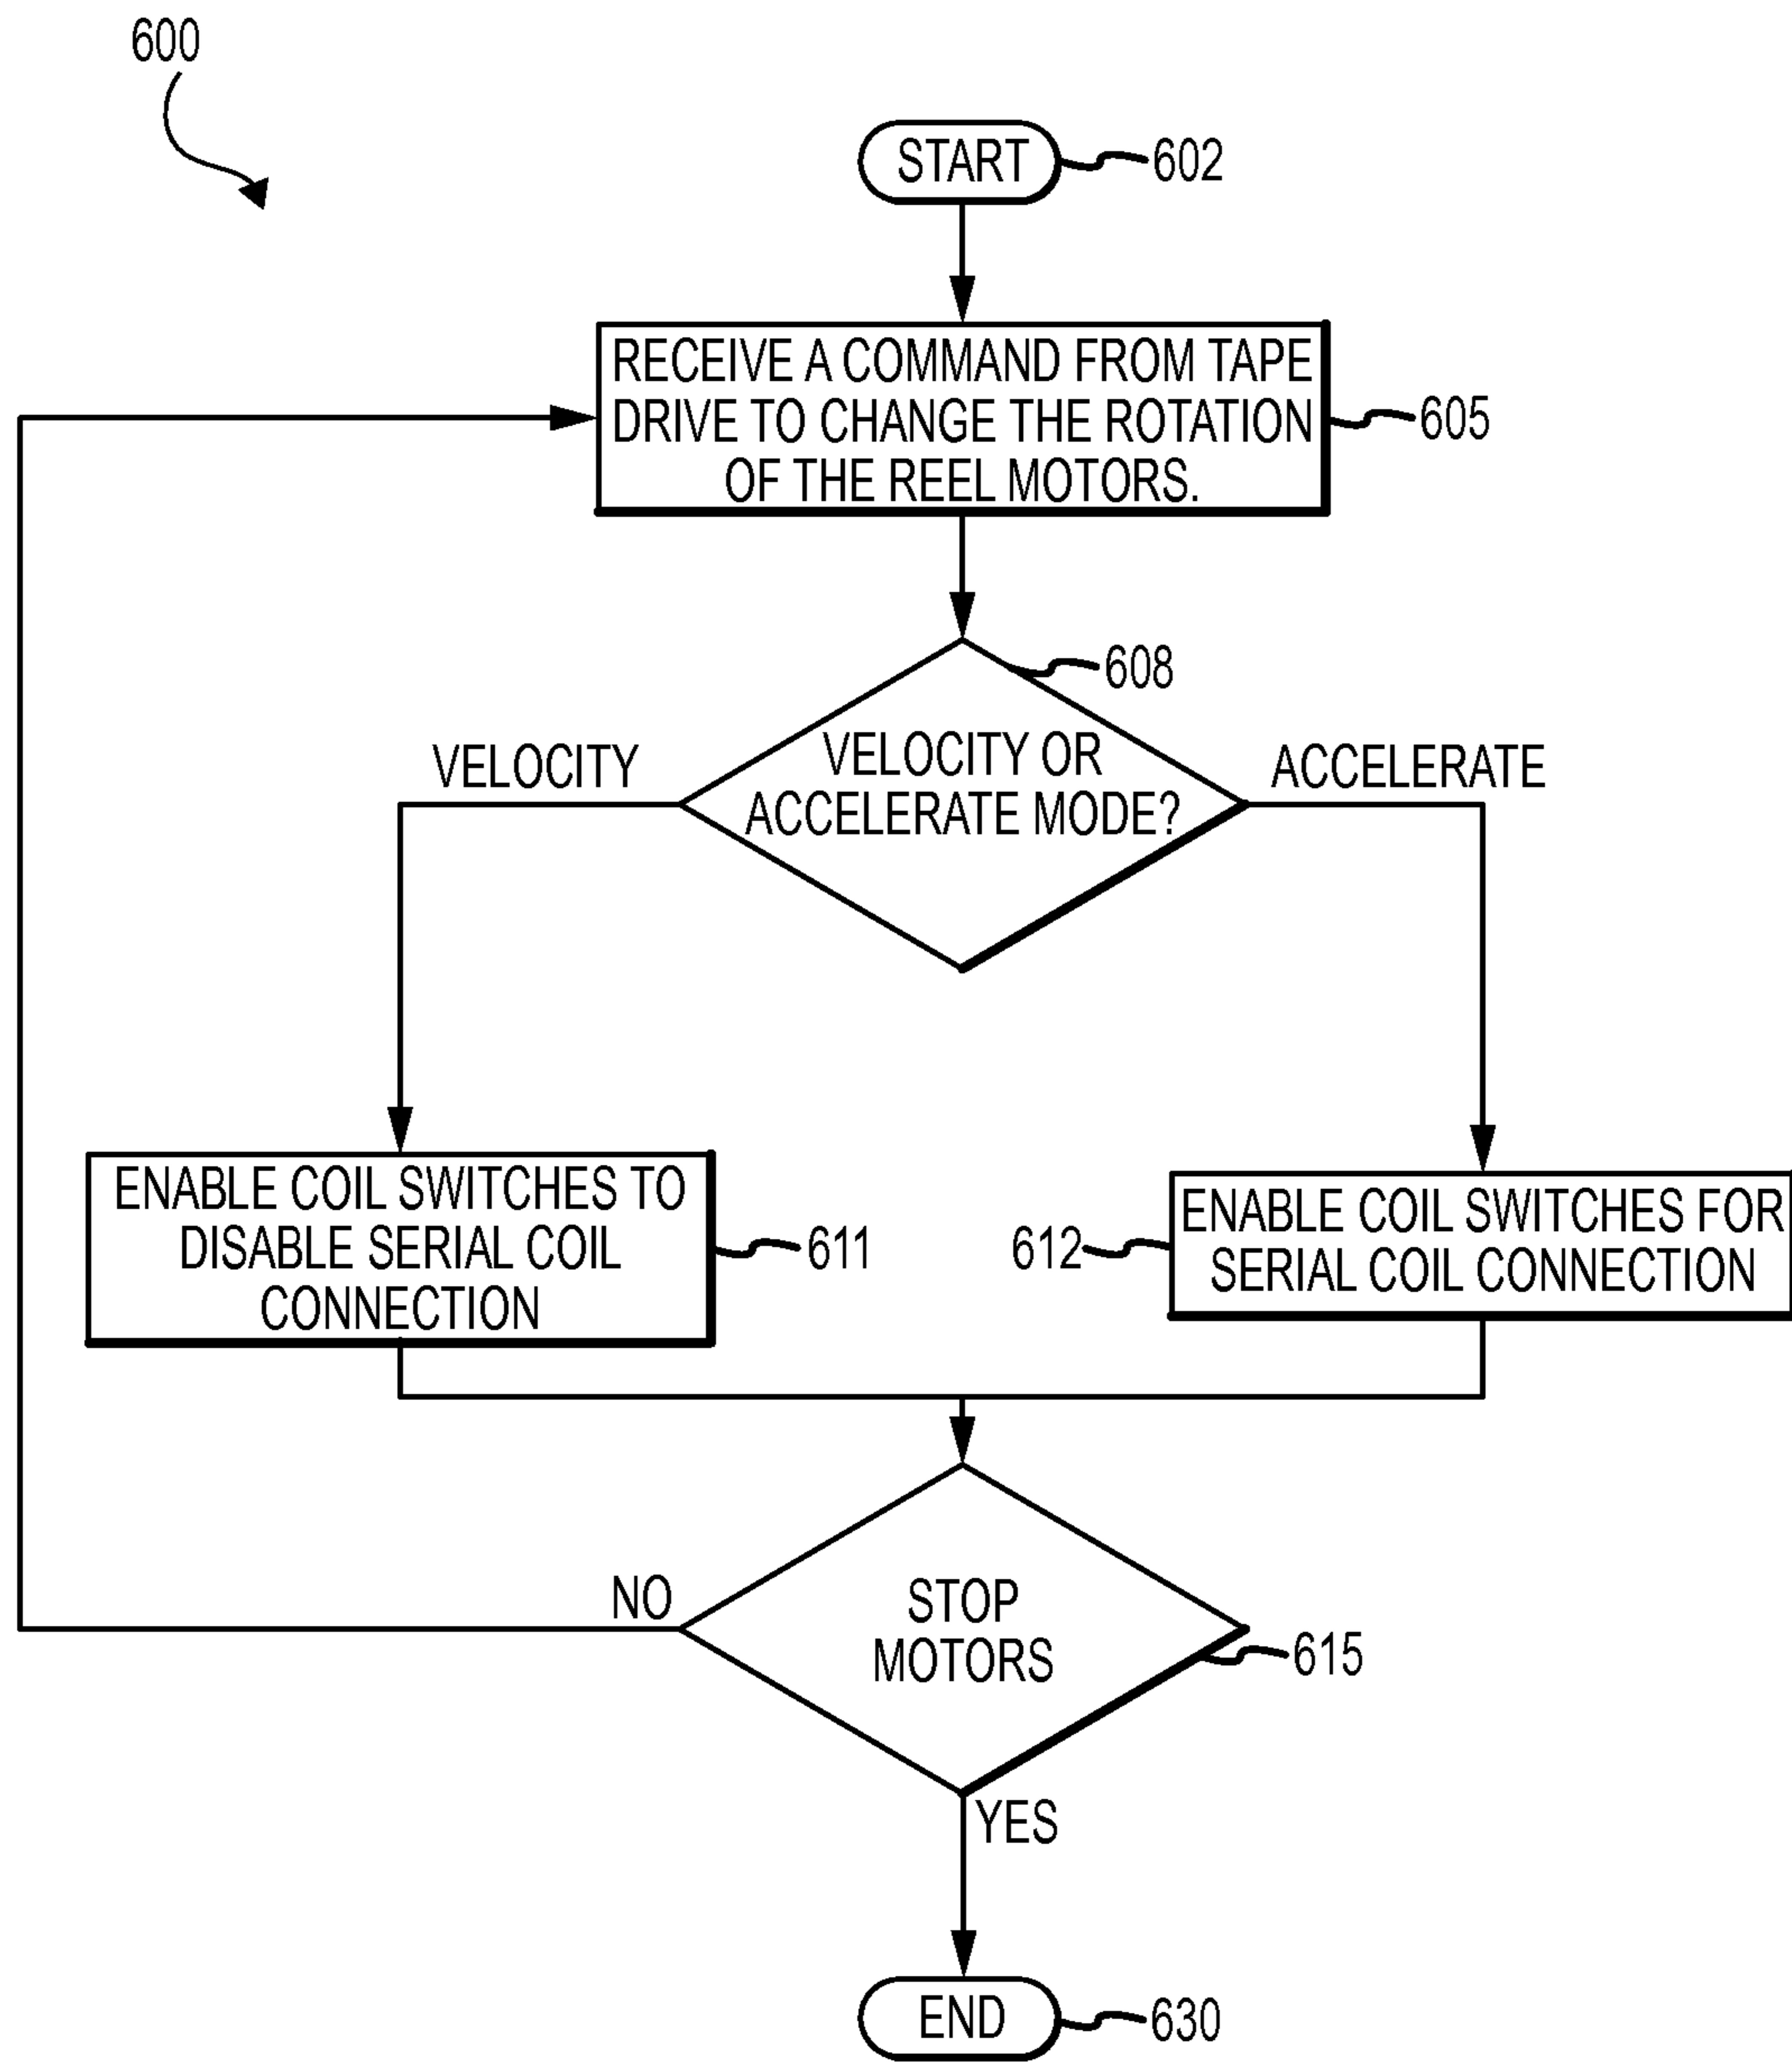 600
START
602
RECEIVE A COMMAND FROM TAPE
DRIVE TO CHANGE THE ROTATION
OF THE REEL MOTORS.
605
608
VELOCITY
VELOCITY OR
ACCELERATE MODE?
ACCELERATE
ENABLE COIL SWITCHES TO
DISABLE SERIAL COIL
CONNECTION
611
612
ENABLE COIL SWITCHES FOR
SERIAL COIL CONNECTION
NO
STOP
MOTORS
615
YES
END
630